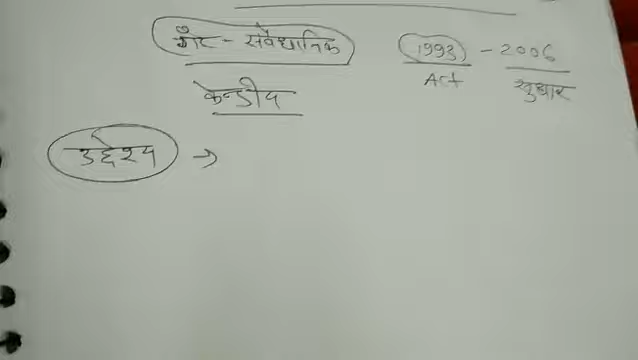 गैर - संवैधानिक 1993 - 2006
Act सुधार
केन्द्रीय
उद्देश्य →